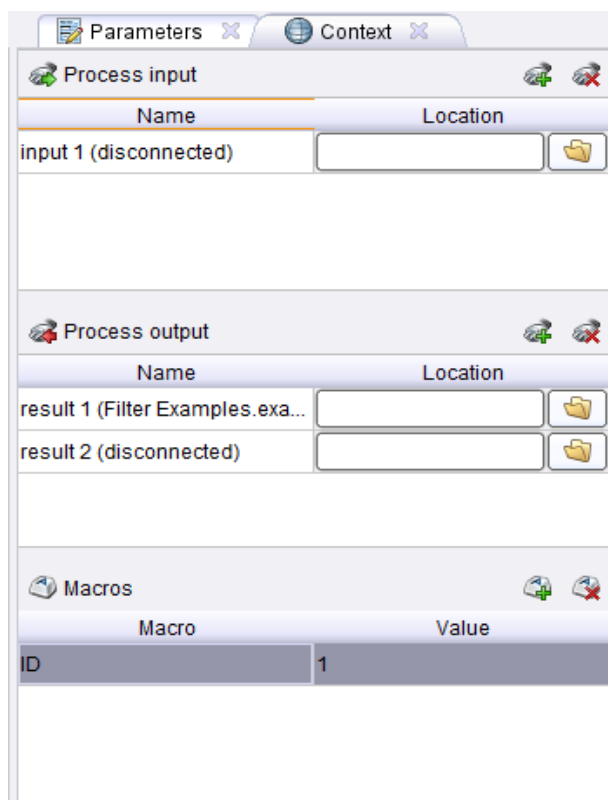 Parameters Context
Process input
Name Location
input 1 (disconnected)
Process output
Name Location
result 1 (Filter Examples.exa...
result 2 (disconnected)
Macros
Macro Value
ID 1